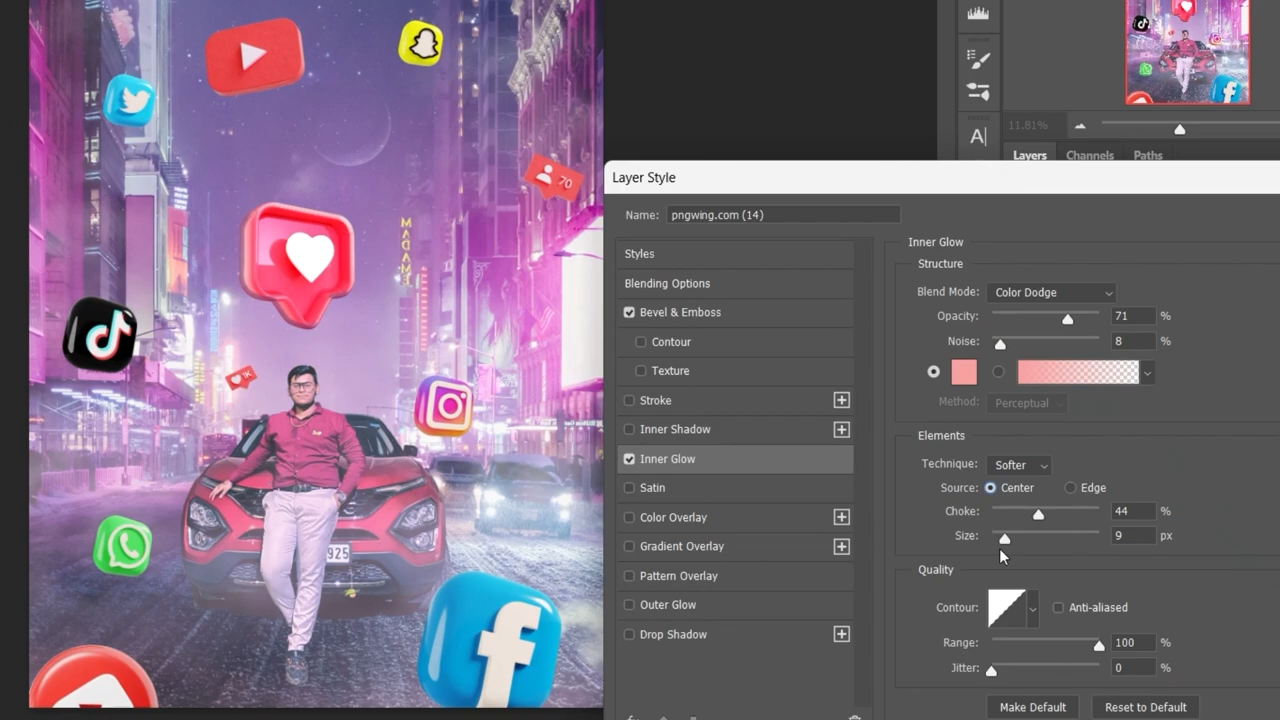 70
MADAME
1K
925
11.81%
A|
Layers Channels Paths
Layer Style
Name: pngwing.com (14)
Styles
Blending Options
Bevel & Emboss
Contour
Texture
Stroke
Inner Shadow
Inner Glow
Satin
Color Overlay
Gradient Overlay
Pattern Overlay
Outer Glow
Drop Shadow
Inner Glow
Structure
Blend Mode: Color Dodge
Opacity: 71 %
Noise: 8 %
Method: Perceptual
Elements
Technique: Softer
Source: Center Edge
Choke: 44 %
Size: 9 px
Quality
Contour: Anti-aliased
Range: 100 %
Jitter: 0 %
Make Default Reset to Default